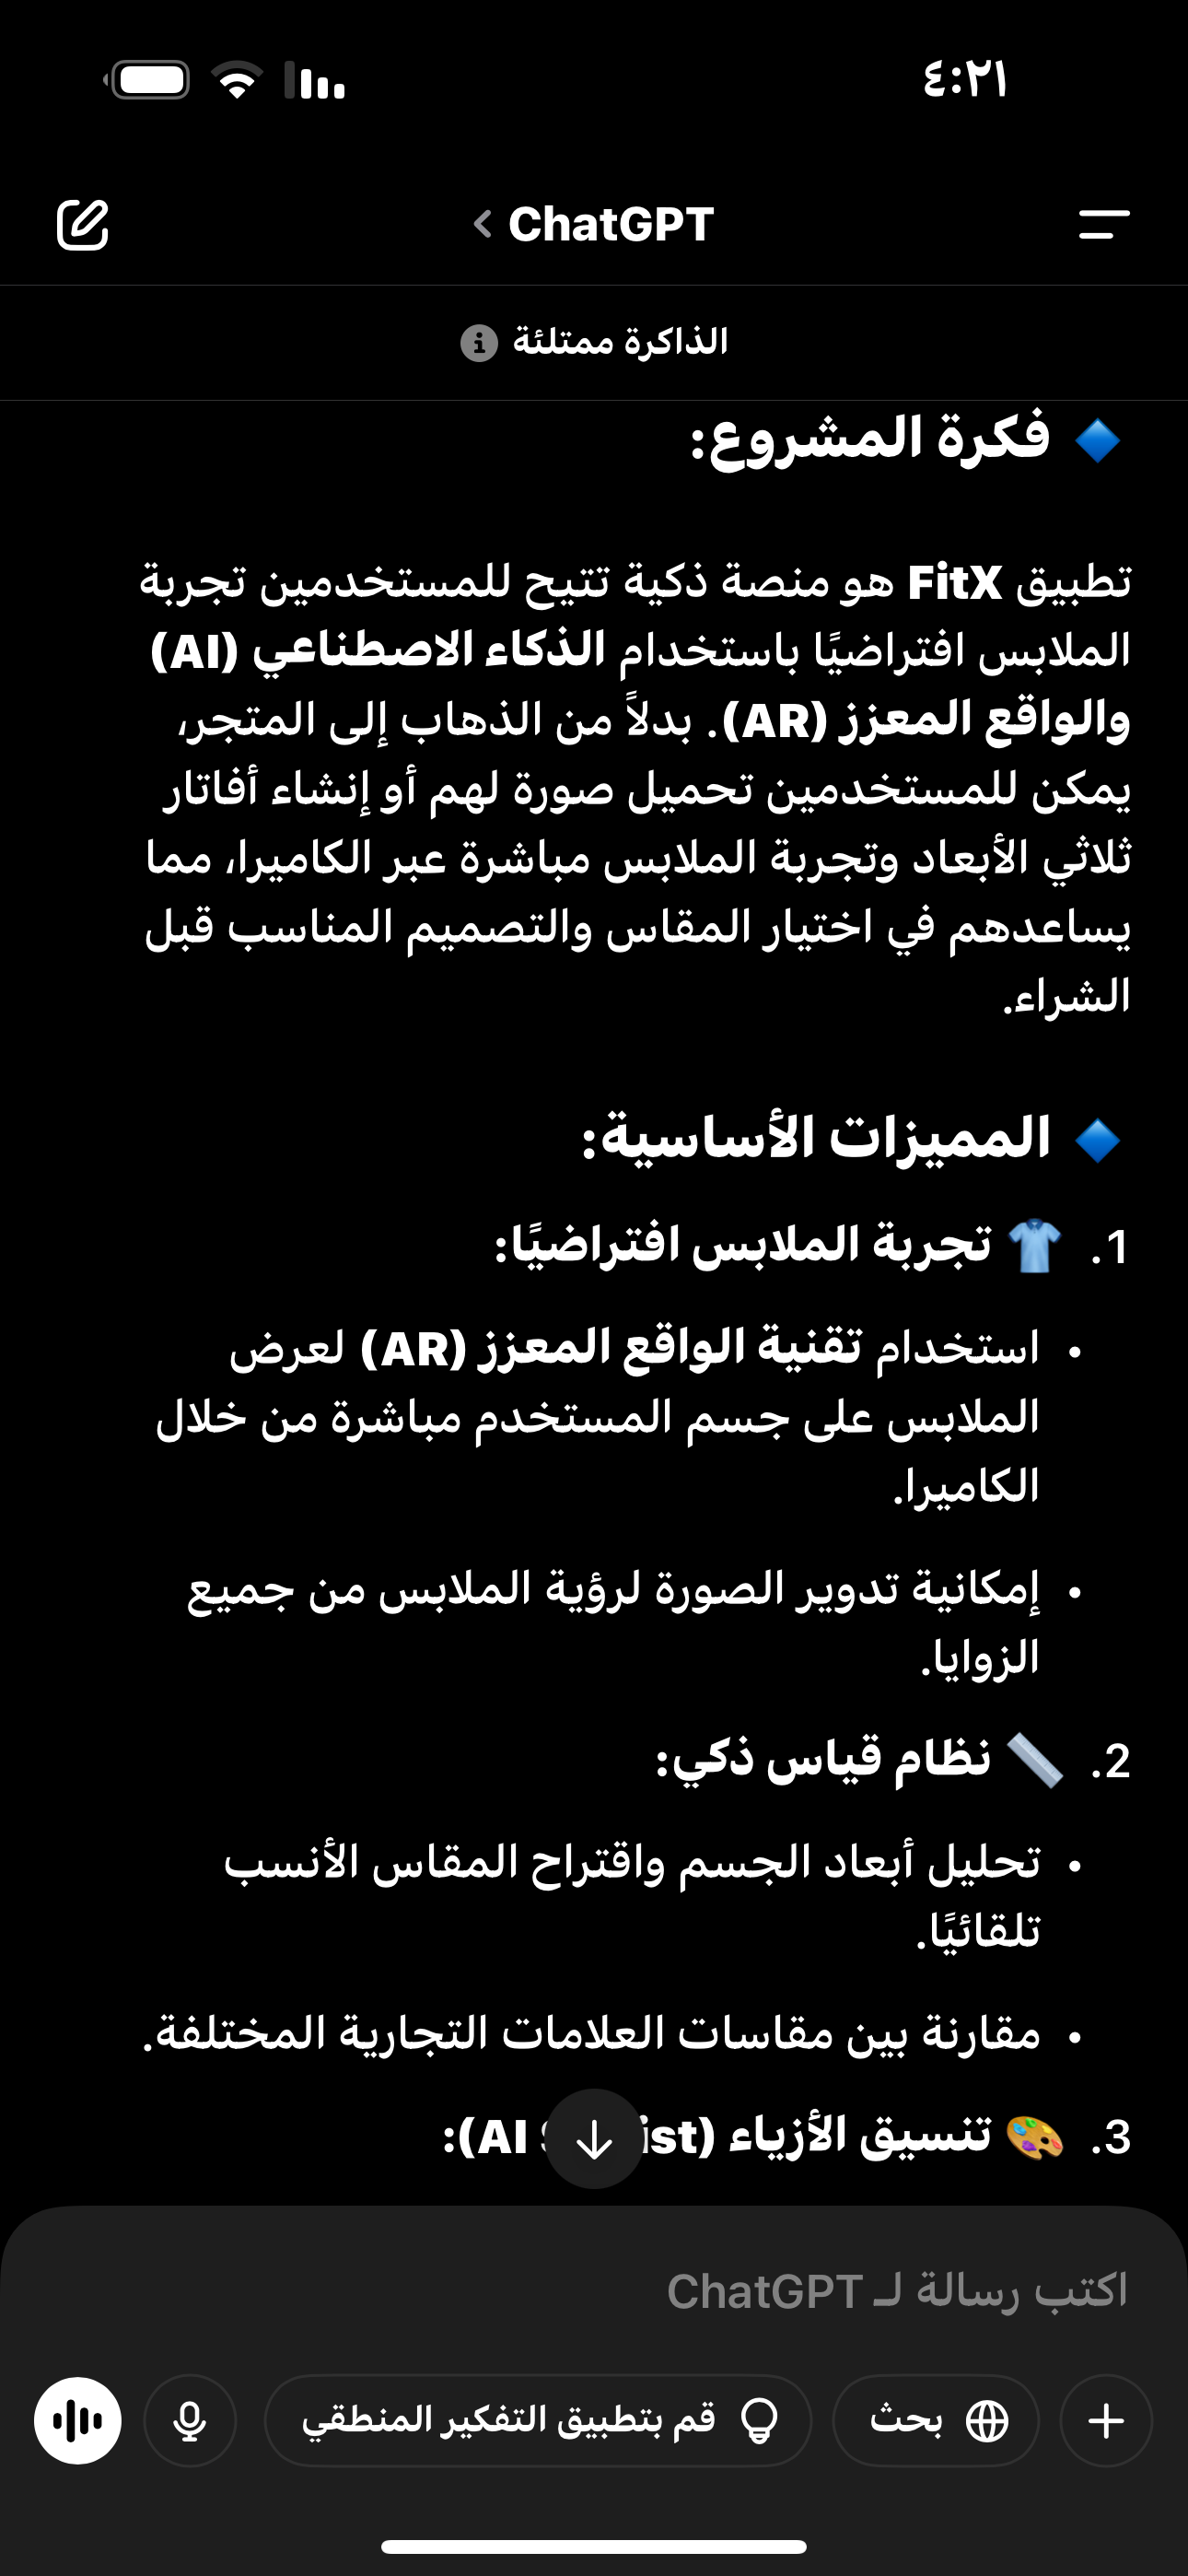 ٤:٢١
ChatGPT
الذاكرة ممتلئة
فكرة المشروع:
تطبيق FitX هو منصة ذكية تتيح للمستخدمين تجربة
الملابس افتراضيًا باستخدام الذكاء الاصطناعي (AI)
والواقع المعزز (AR). بدلاً من الذهاب إلى المتجر،
يمكن للمستخدمين تحميل صورة لهم أو إنشاء أفاتار
ثلاثي الأبعاد وتجربة الملابس مباشرة عبر الكاميرا، مما
يساعدهم في اختيار المقاس والتصميم المناسب قبل
الشراء.
المميزات الأساسية:
1. تجربة الملابس افتراضيًا:
• استخدام تقنية الواقع المعزز (AR) لعرض
الملابس على جسم المستخدم مباشرة من خلال
الكاميرا.
• إمكانية تدوير الصورة لرؤية الملابس من جميع
الزوايا.
2. نظام قياس ذكي:
• تحليل أبعاد الجسم واقتراح المقاس الأنسب
تلقائيًا.
• مقارنة بين مقاسات العلامات التجارية المختلفة.
3. تنسيق الأزياء (AI
اكتب رسالة لـ ChatGPT
بحث
قم بتطبيق التفكير المنطقي